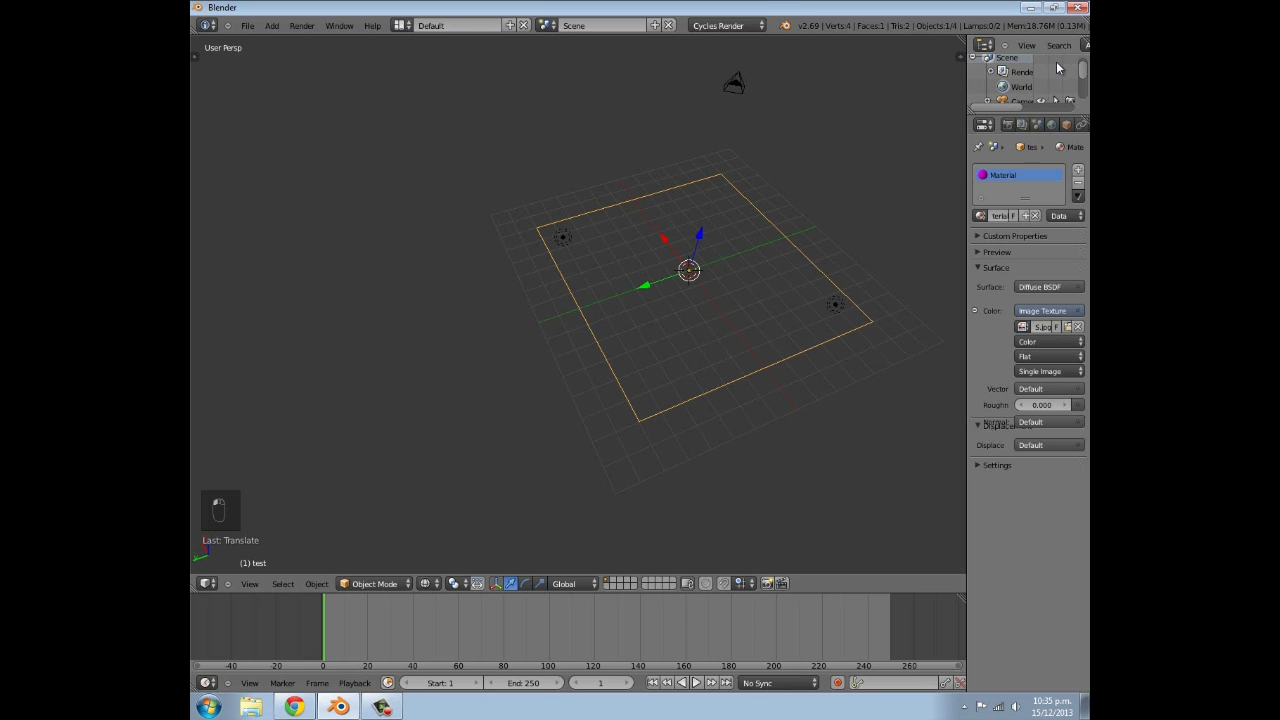 Blender
File Add Render Window Help Default Scene Cycles Render v2.69 | Verts:4 | Faces:1 | Tris:2 | Objects:1/4 | Lamps:0/2 | Mem:18.76M (0.13M)
User Persp
View Search
Scene
Rende
World
tes Mate
Material
terial F Data
Custom Properties
Preview
Surface
Surface: Diffuse BSDF
Color: Image Texture
S.jpg F
Color
Flat
Single Image
Vector Default
Roughn 0.000
Normal Default
Displace Default
Settings
Last: Translate
(1) test
View Select Object Object Mode Global
-40 -20 0 20 40 60 80 100 120 140 160 180 200 220 240 260
View Marker Frame Playback Start: 1 End: 250 1 No Sync
10:35 p.m.
15/12/2013